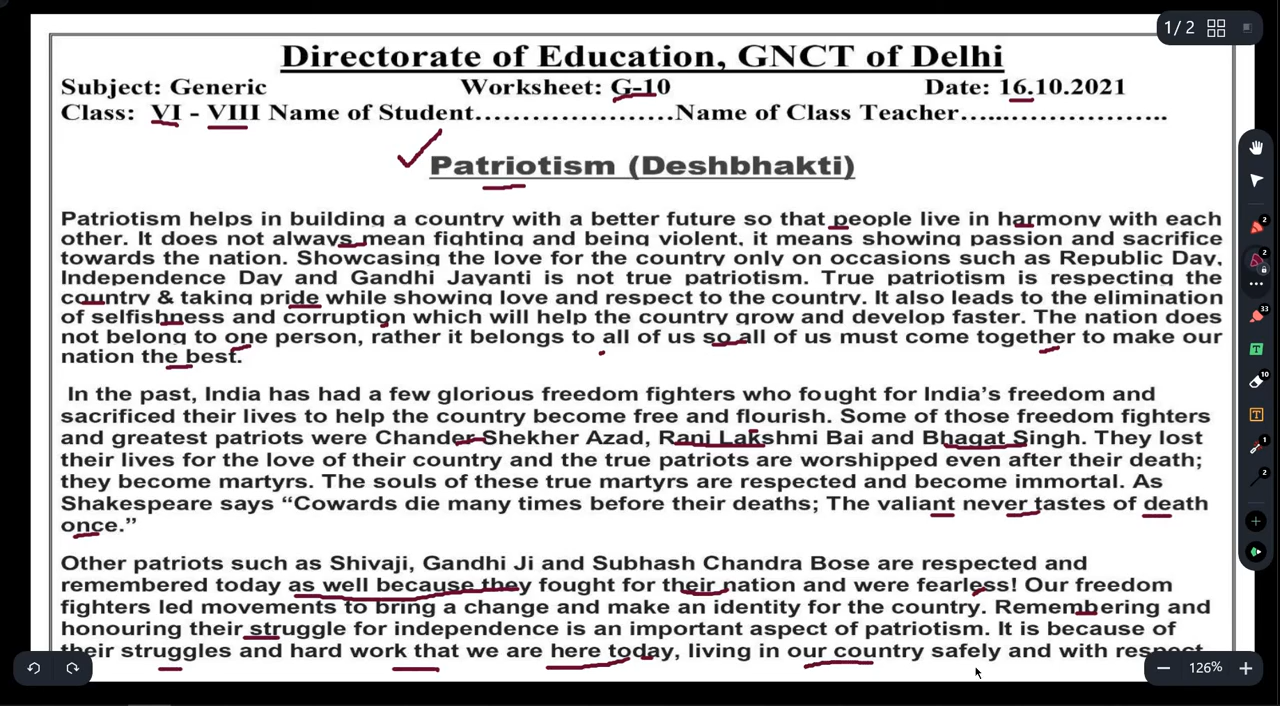 1/2
Directorate of Education, GNCT of Delhi
Subject: Generic Worksheet: G-10 Date: 16.10.2021
Class: VI - VIII Name of Student.....................Name of Class Teacher.......................
Patriotism (Deshbhakti)
Patriotism helps in building a country with a better future so that people live in harmony with each
other. It does not always mean fighting and being violent, it means showing passion and sacrifice
towards the nation. Showcasing the love for the country only on occasions such as Republic Day,
Independence Day and Gandhi Jayanti is not true patriotism. True patriotism is respecting the
country & taking pride while showing love and respect to the country. It also leads to the elimination
of selfishness and corruption which will help the country grow and develop faster. The nation does
not belong to one person, rather it belongs to all of us so all of us must come together to make our
nation the best.
In the past, India has had a few glorious freedom fighters who fought for India's freedom and
sacrificed their lives to help the country become free and flourish. Some of those freedom fighters
and greatest patriots were Chander Shekher Azad, Rani Lakshmi Bai and Bhagat Singh. They lost
their lives for the love of their country and the true patriots are worshipped even after their death;
they become martyrs. The souls of these true martyrs are respected and become immortal. As
Shakespeare says “Cowards die many times before their deaths; The valiant never tastes of death
once.”
Other patriots such as Shivaji, Gandhi Ji and Subhash Chandra Bose are respected and
remembered today as well because they fought for their nation and were fearless! Our freedom
fighters led movements to bring a change and make an identity for the country. Remembering and
honouring their struggle for independence is an important aspect of patriotism. It is because of
their struggles and hard work that we are here today, living in our country safely and with respect
2
2
33
T
10
T
1
2
126%